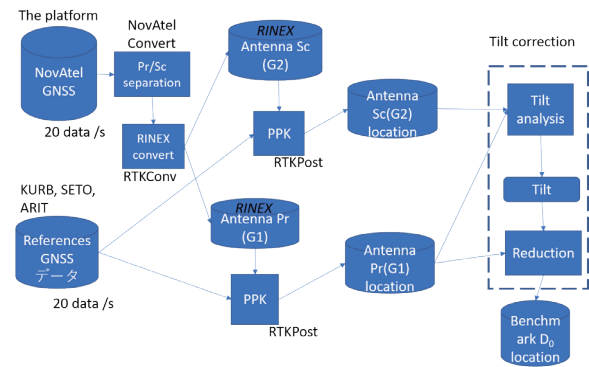 The platform
NovAtel
GNSS
20 data /s
NovAtel
Convert
Pr/Sc
separation
RINEX
convert
RTKConv
RINEX
Antenna Sc
(G2)
PPK
RTKPost
Antenna
Sc(G2)
location
KURB, SETO,
ARIT
References
GNSS
データ
20 data /s
RINEX
Antenna Pr
(G1)
PPK
RTKPost
Antenna
Pr(G1)
location
Tilt correction
Tilt
analysis
Tilt
Reduction
Benchm
ark D₀
location